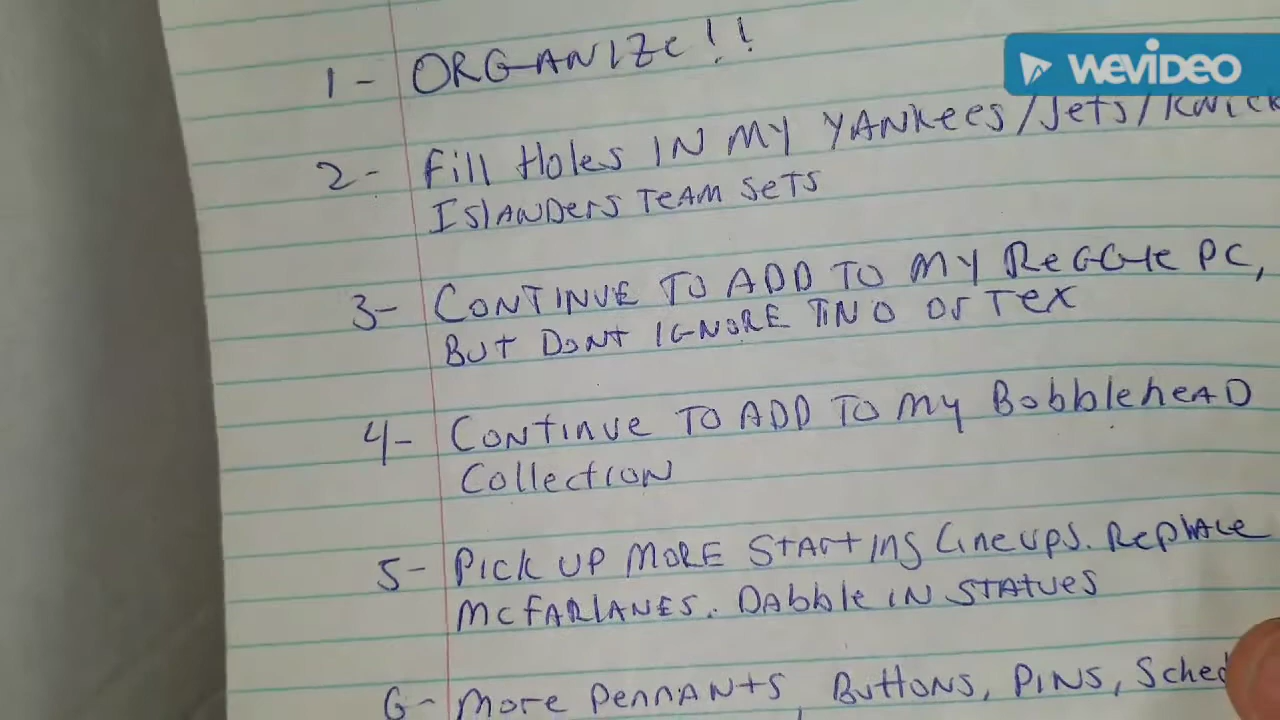 1 - ORGANIZE!!
WEVIDEO
2 - Fill Holes IN MY YANKees/Jets/Knick
ISlANDers TeAM SeTS
3 - CONTINUE TO ADD TO MY ReGGIe PC,
BUT DONT IGNORE TINO or Tex
4 - CONTINUE TO ADD TO MY BobbleheAD
Collection
5 - Pick UP MORE STArting Lineups. RePlAce
McFARlANES. DAbble IN STATUES
6 - More PennANTS, BUTTONS, PINS, Sched